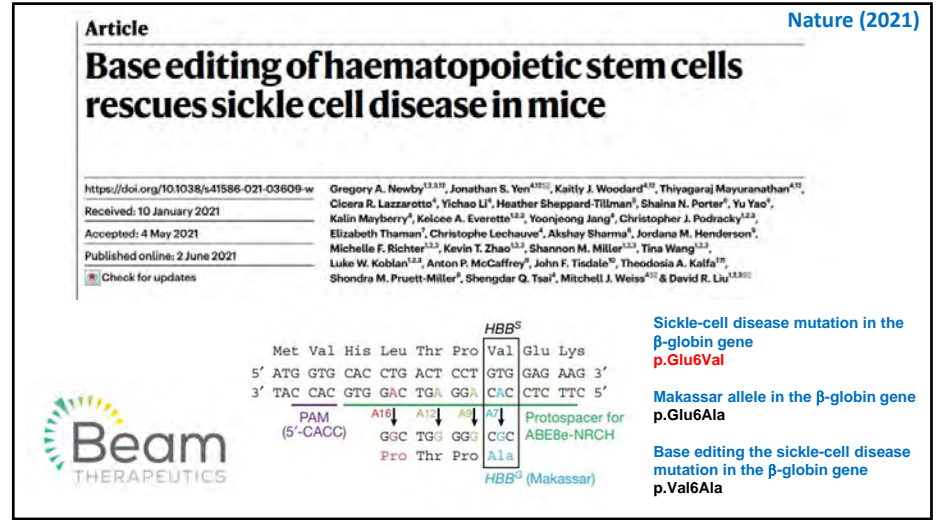 Nature (2021)
Article
Base editing of haematopoietic stem cells
rescues sickle cell disease in mice
https://doi.org/10.1038/s41586-021-03609-w
Received: 10 January 2021
Accepted: 4 May 2021
Published online: 2 June 2021
Check for updates
Gregory A. Newby, Jonathan S. Yen, Kaitly J. Woodard, Thiyagaraj Mayuranathan,
Cicera R. Lazzarotto, Yichao Li, Heather Sheppard-Tillman, Shaina N. Porter, Yu Yao,
Kalin Mayberry, Kelcee A. Everette, Yoonjeong Jang, Christopher J. Podracky,
Elizabeth Thaman, Christophe Lechauve, Akshay Sharma, Jordana M. Henderson,
Michelle F. Richter, Kevin T. Zhao, Shannon M. Miller, Tina Wang,
Luke W. Koblan, Anton P. McCaffrey, John F. Tisdale, Theodosia A. Kalfa,
Shondra M. Pruett-Miller, Shengdar Q. Tsai, Mitchell J. Weiss & David R. Liu
HBBS
Met Val His Leu Thr Pro Val Glu Lys
5′ ATG GTG CAC CTG ACT CCT GTG GAG AAG 3′
3′ TAC CAC GTG GAC TGA GGA CAC CTC TTC 5′
PAM
(5′-CACC)
A16 A12 A9 A7
Protospacer for
ABE8e-NRCH
GGC TGG GGG CGC
Pro Thr Pro Ala
HBBG (Makassar)
Beam
THERAPEUTICS
Sickle-cell disease mutation in the
β-globin gene
p.Glu6Val
Makassar allele in the β-globin gene
p.Glu6Ala
Base editing the sickle-cell disease
mutation in the β-globin gene
p.Val6Ala